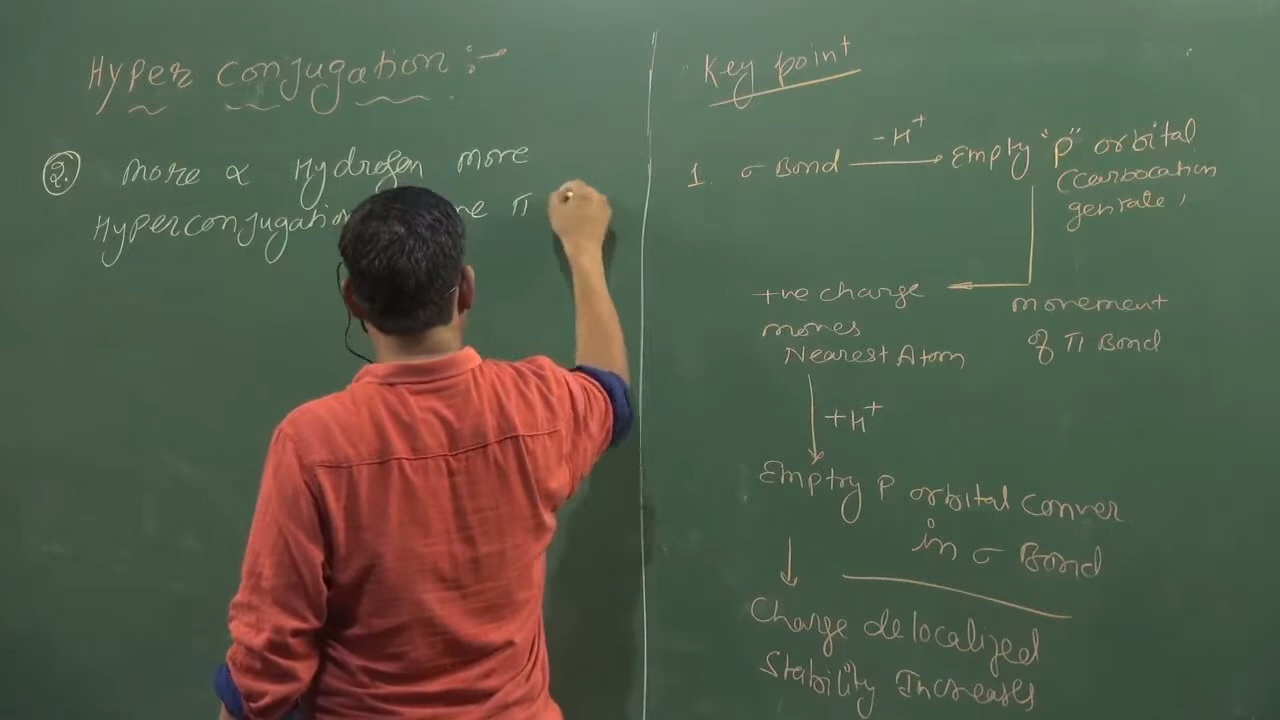 Hyper conjugation :-
2. more α Hydrogen more
Hyperconjugation π
Key point
1. σ Bond -H+ Empty "p" orbital
(carbocation
genrate,
movement
of π Bond
+ve charge
moves
Nearest Atom
+H+
Empty p orbital conver
in σ Bond
Charge delocalized
Stability Increases